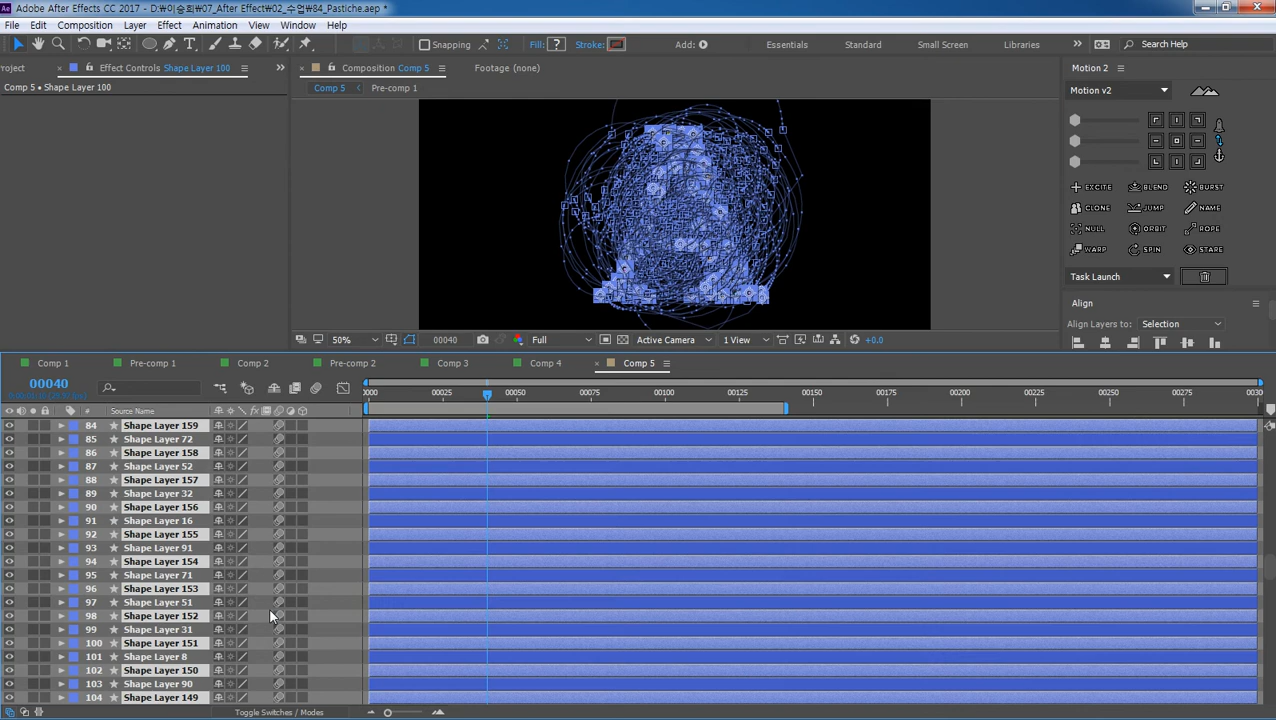 Adobe After Effects CC 2017 - D:₩이승희₩07_After Effect₩02_수업₩84_Pastiche.aep *
File Edit Composition Layer Effect Animation View Window Help
Snapping Fill: ? Stroke: Add: Essentials Standard Small Screen Libraries Search Help
roject Effect Controls Shape Layer 100 Composition Comp 5 Footage (none) Motion 2
Comp 5 • Shape Layer 100 Comp 5 Pre-comp 1 Motion v2
EXCITE BLEND BURST
CLONE JUMP NAME
NULL ORBIT ROPE
WARP SPIN STARE
Task Launch
Align
Align Layers to: Selection
50% 00040 Full Active Camera 1 View +0.0
Comp 1 Pre-comp 1 Comp 2 Pre-comp 2 Comp 3 Comp 4 Comp 5
00040
0000 00025 00050 00075 00100 00125 00150 00175 00200 00225 00250 00275 0030
# Source Name fx
84 Shape Layer 159
85 Shape Layer 72
86 Shape Layer 158
87 Shape Layer 52
88 Shape Layer 157
89 Shape Layer 32
90 Shape Layer 156
91 Shape Layer 16
92 Shape Layer 155
93 Shape Layer 91
94 Shape Layer 154
95 Shape Layer 71
96 Shape Layer 153
97 Shape Layer 51
98 Shape Layer 152
99 Shape Layer 31
100 Shape Layer 151
101 Shape Layer 8
102 Shape Layer 150
103 Shape Layer 90
104 Shape Layer 149
Toggle Switches / Modes